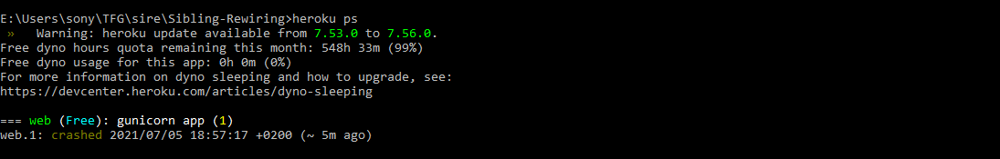 E:\Users\sony\TFG\sire\Sibling-Rewiring>heroku ps
» Warning: heroku update available from 7.53.0 to 7.56.0.
Free dyno hours quota remaining this month: 548h 33m (99%)
Free dyno usage for this app: 0h 0m (0%)
For more information on dyno sleeping and how to upgrade, see:
https://devcenter.heroku.com/articles/dyno-sleeping
=== web (Free): gunicorn app (1)
web.1: crashed 2021/07/05 18:57:17 +0200 (~ 5m ago)